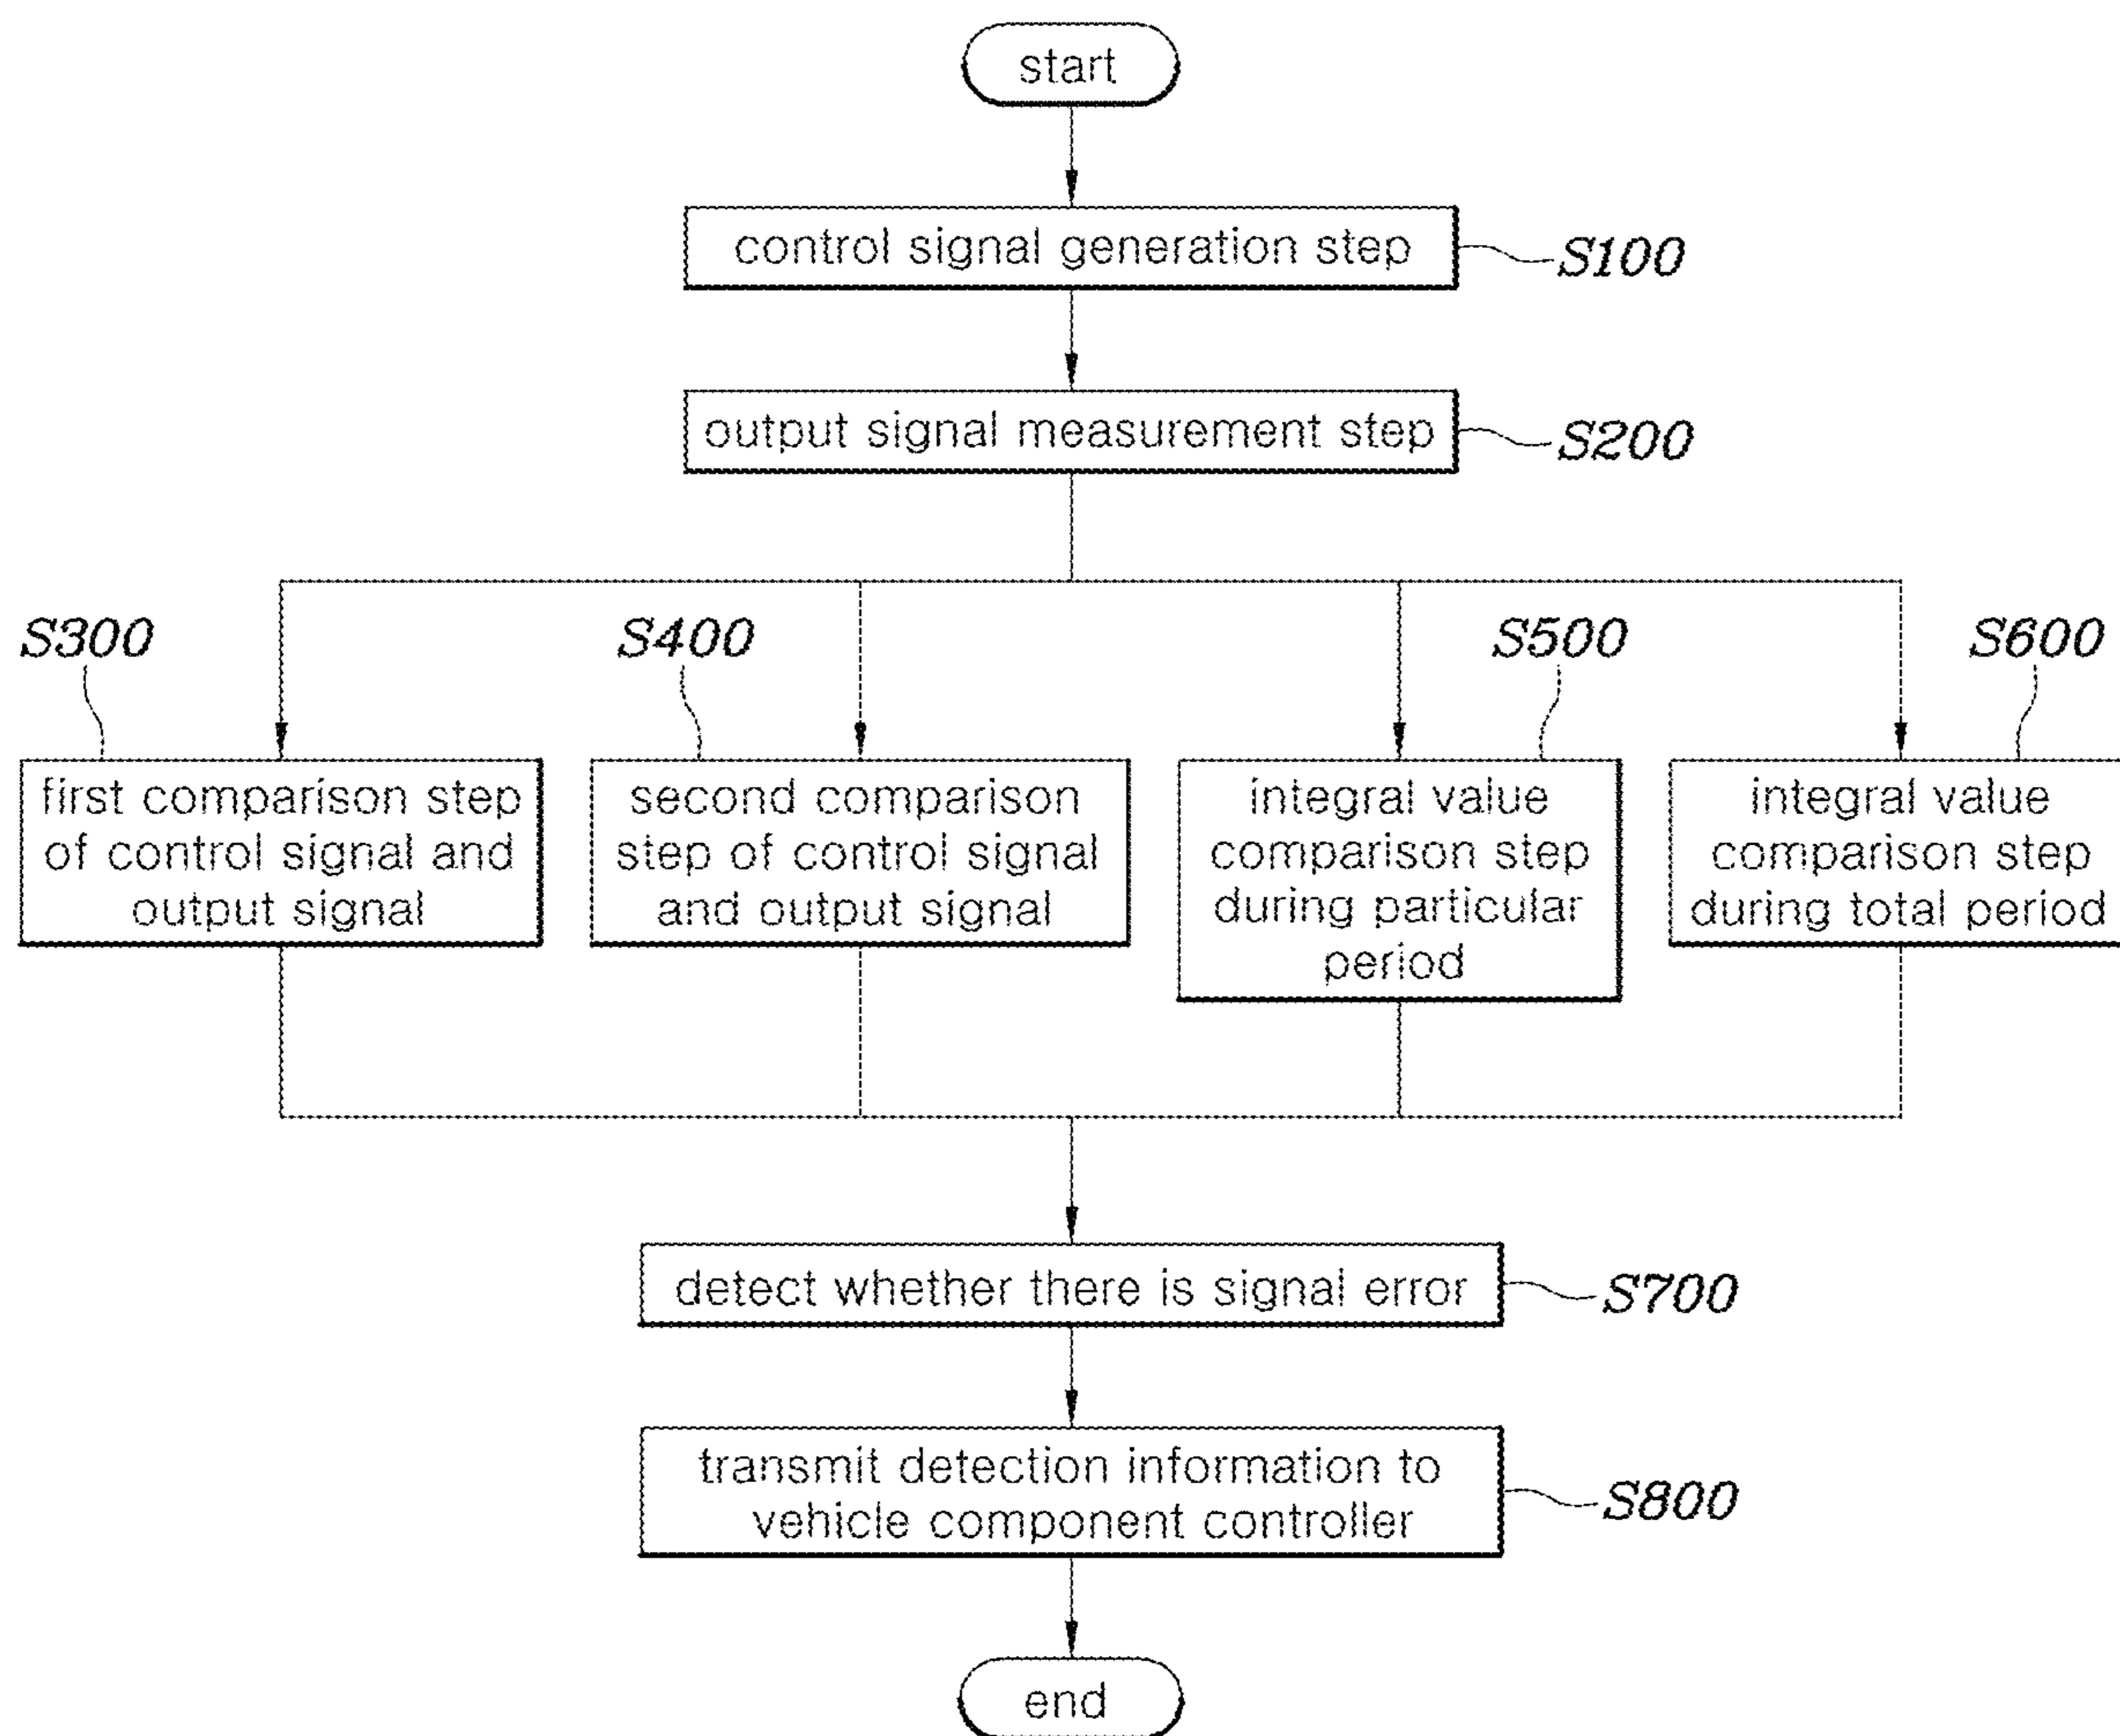 start
control signal generation step
S100
output signal measurement step
S200
S300
S400
S500
S600
first comparison step
of control signal and
output signal
second comparison
step of control signal
and output signal
integral value
comparison step
during particular
period
integral value
comparison step
during total period
detect whether there is signal error
S700
transmit detection information to
vehicle component controller
S800
end